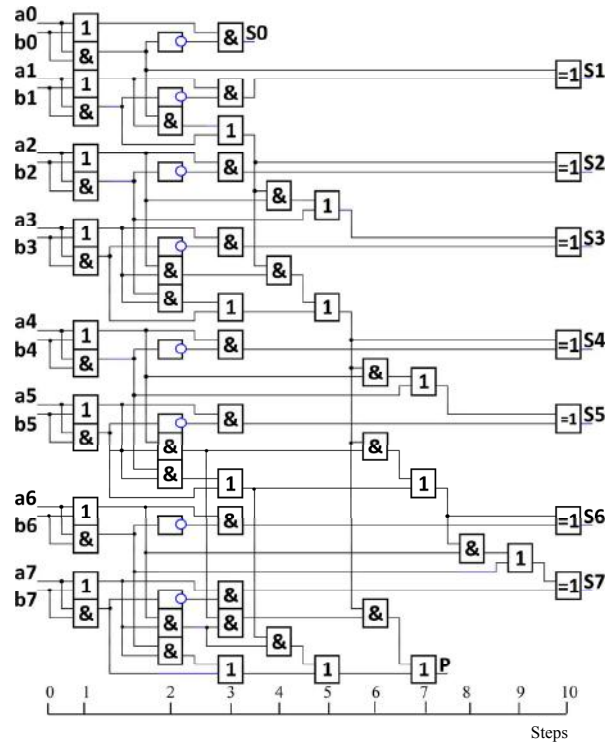 a0 1 & S0
b0 &
a1 1 =1 S1
b1 & & & 1
a2 1 & =1 S2
b2 & & 1
a3 1 & =1 S3
b3 & & &
& 1 1
a4 1 & =1 S4
b4 & & 1
a5 1 & =1 S5
b5 & & &
& 1 1
a6 1 & =1 S6
b6 & & 1
a7 1 & =1 S7
b7 & & & &
& & 1 1 1 P
0 1 2 3 4 5 6 7 8 9 10
Steps